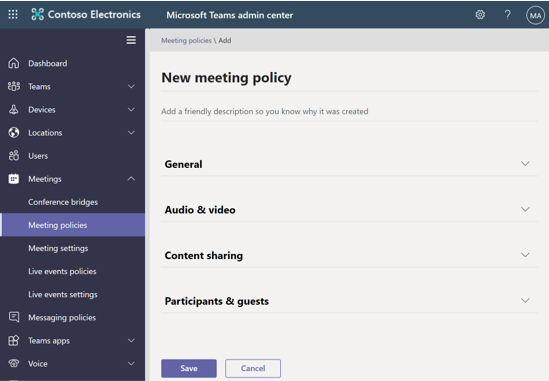 Contoso Electronics
Microsoft Teams admin center
?
MA
Dashboard
Teams
Devices
Locations
Users
Meetings
Conference bridges
Meeting policies
Meeting settings
Live events policies
Live events settings
Messaging policies
Teams apps
Voice
Meeting policies \ Add
New meeting policy
Add a friendly description so you know why it was created
General
Audio & video
Content sharing
Participants & guests
Save
Cancel